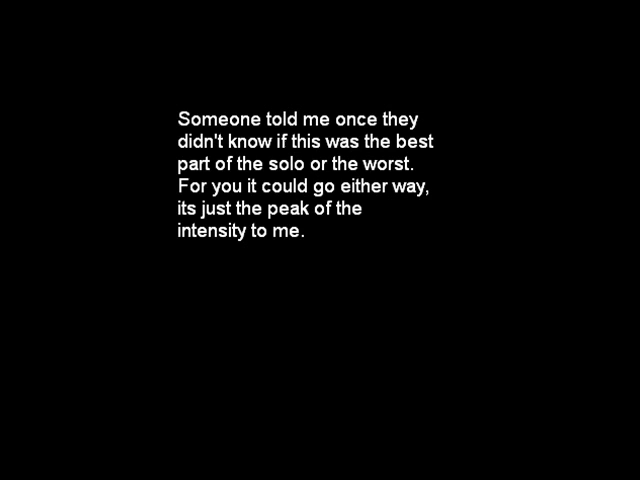 Someone told me once they
didn't know if this was the best
part of the solo or the worst.
For you it could go either way,
its just the peak of the
intensity to me.